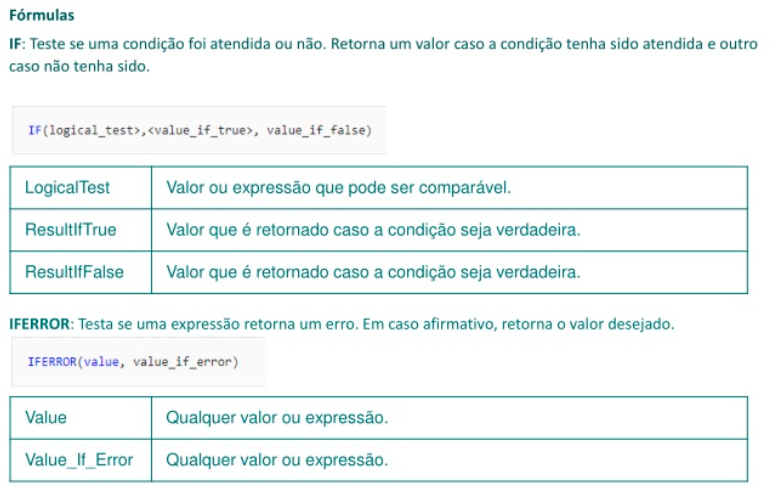 Fórmulas
IF: Teste se uma condição foi atendida ou não. Retorna um valor caso a condição tenha sido atendida e outro
caso não tenha sido.
IF(logical_test>,<value_if_true>, value_if_false)
LogicalTest Valor ou expressão que pode ser comparável.
ResultIfTrue Valor que é retornado caso a condição seja verdadeira.
ResultIfFalse Valor que é retornado caso a condição seja verdadeira.
IFERROR: Testa se uma expressão retorna um erro. Em caso afirmativo, retorna o valor desejado.
IFERROR(value, value_if_error)
Value Qualquer valor ou expressão.
Value_If_Error Qualquer valor ou expressão.